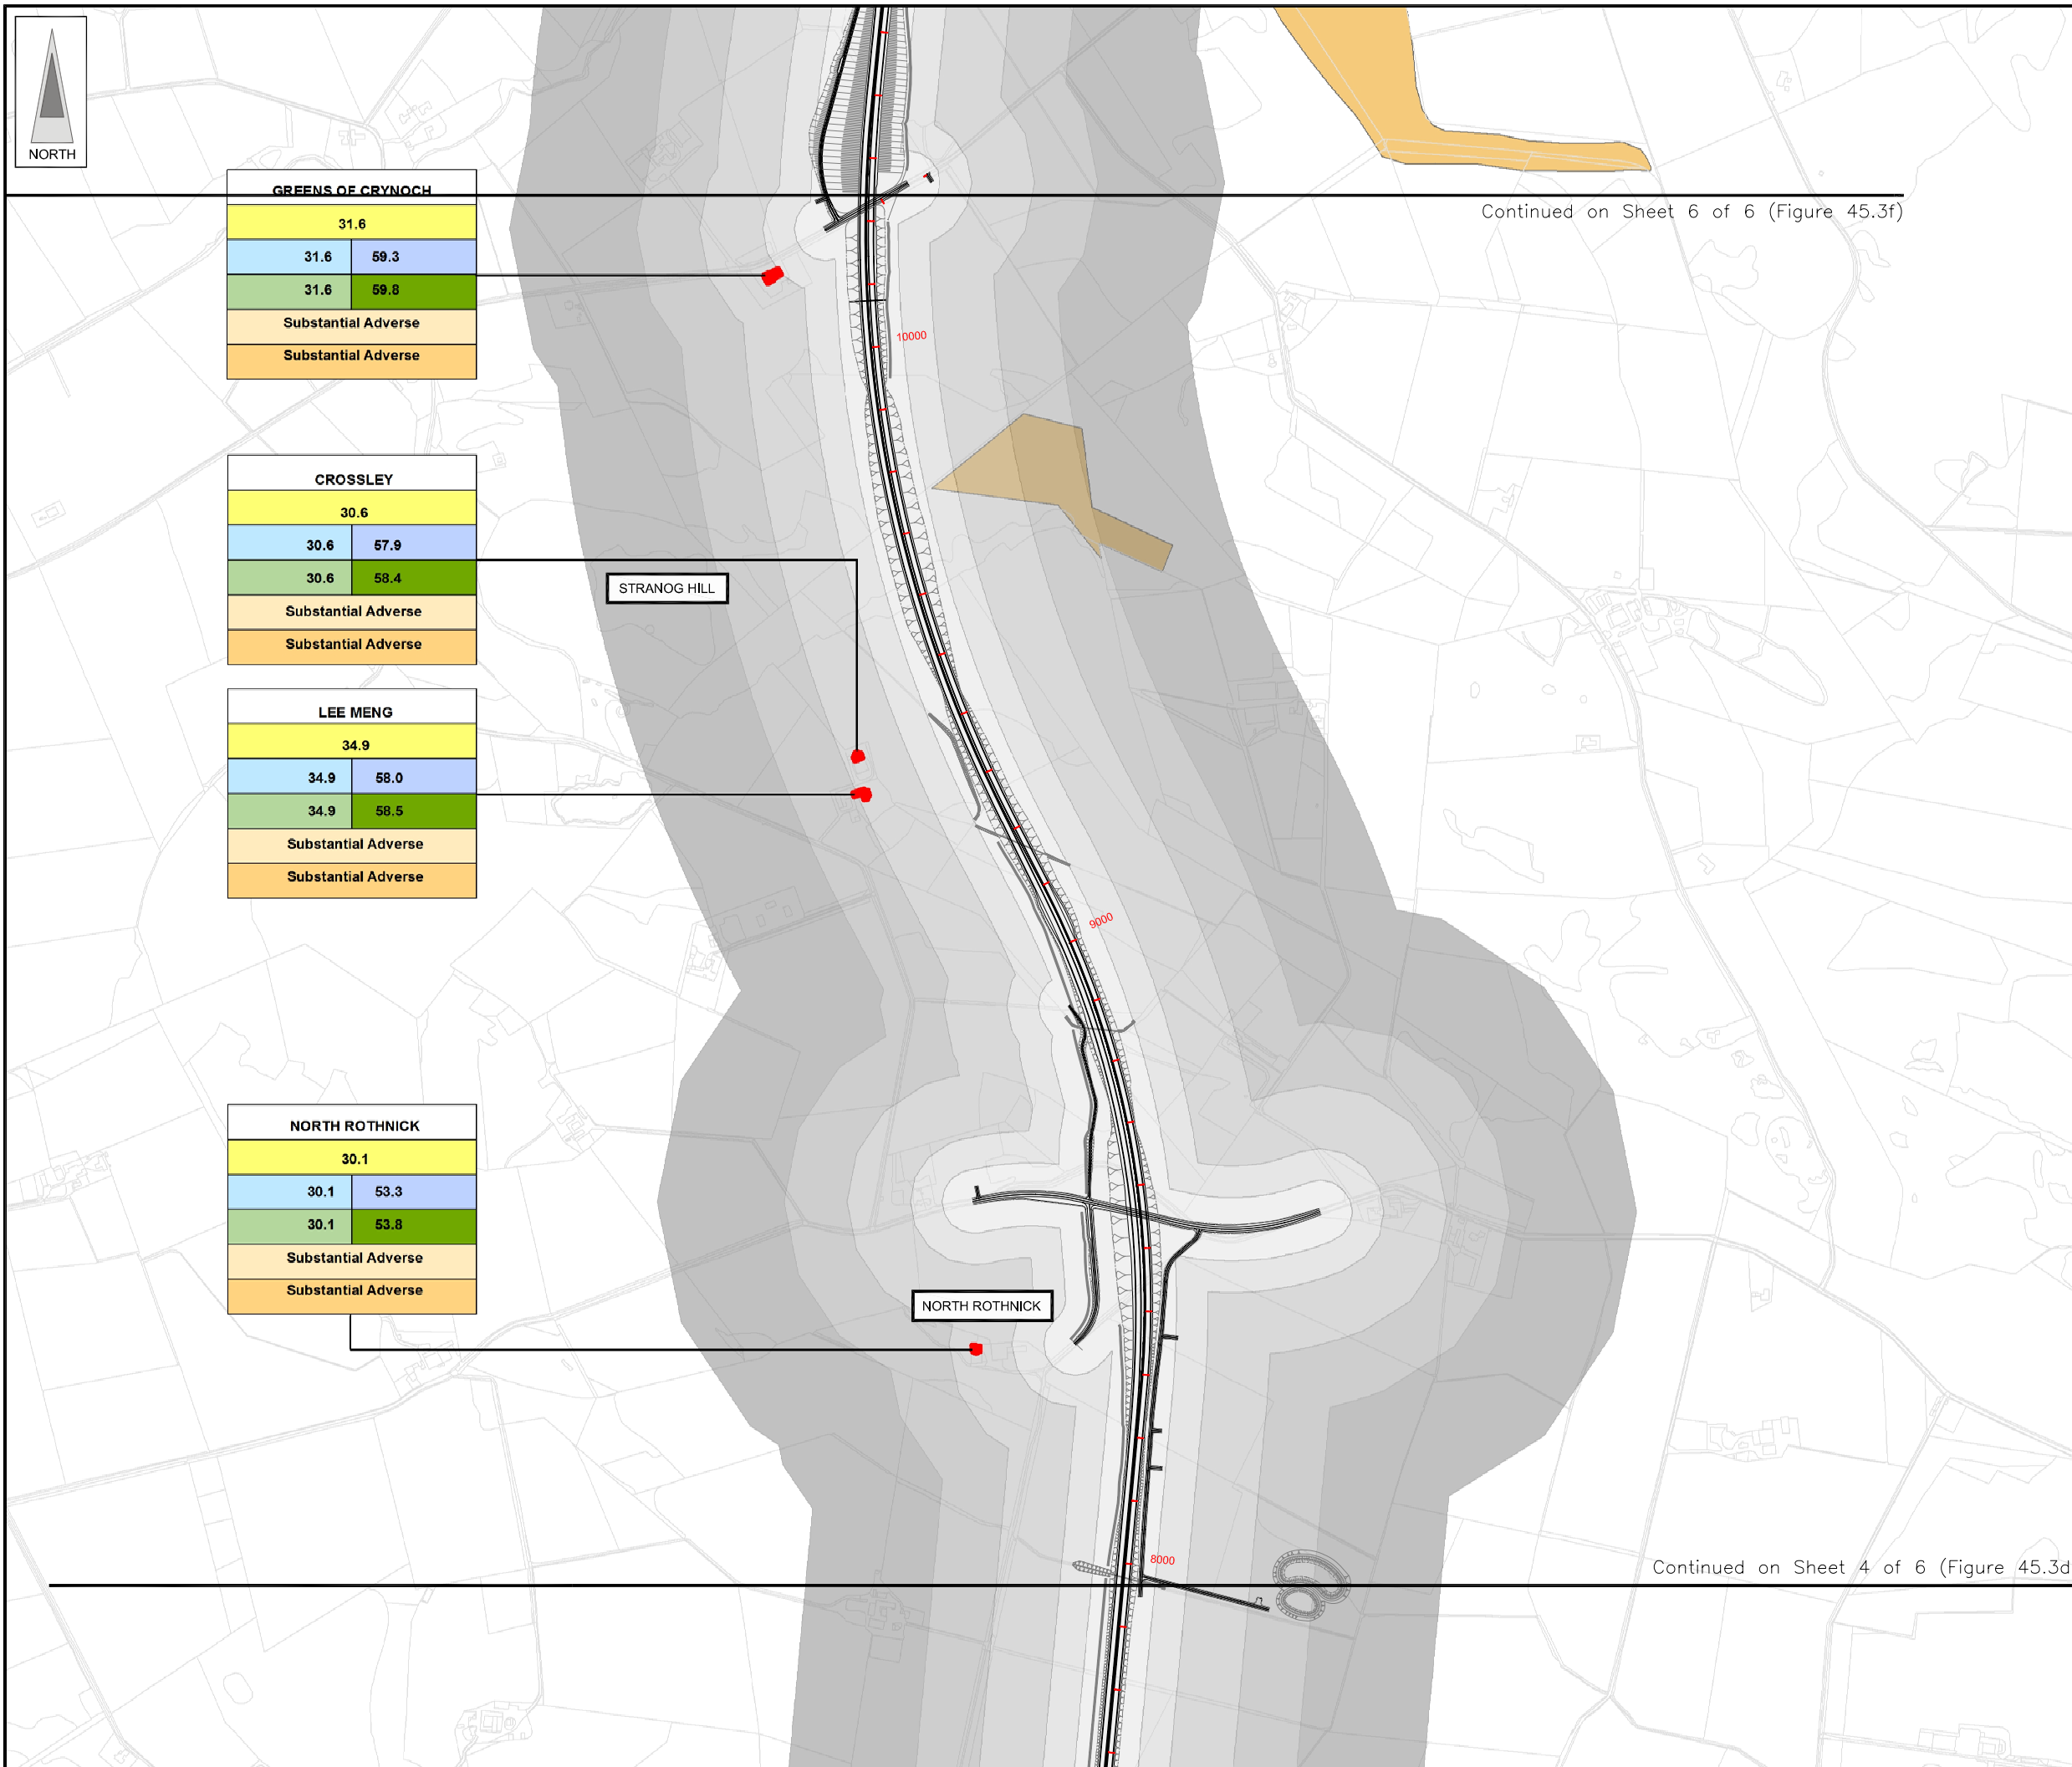 NORTH
GREENS OF CRYNOCH
31.6
31.6 59.3
31.6 59.8
Substantial Adverse
Substantial Adverse
Continued on Sheet 6 of 6 (Figure 45.3f)
10000
CROSSLEY
30.6
30.6 57.9
30.6 58.4
Substantial Adverse
Substantial Adverse
STRANOG HILL
LEE MENG
34.9
34.9 58.0
34.9 58.5
Substantial Adverse
Substantial Adverse
9000
NORTH ROTHNICK
30.1
30.1 53.3
30.1 53.8
Substantial Adverse
Substantial Adverse
NORTH ROTHNICK
8000
Continued on Sheet 4 of 6 (Figure 45.3d